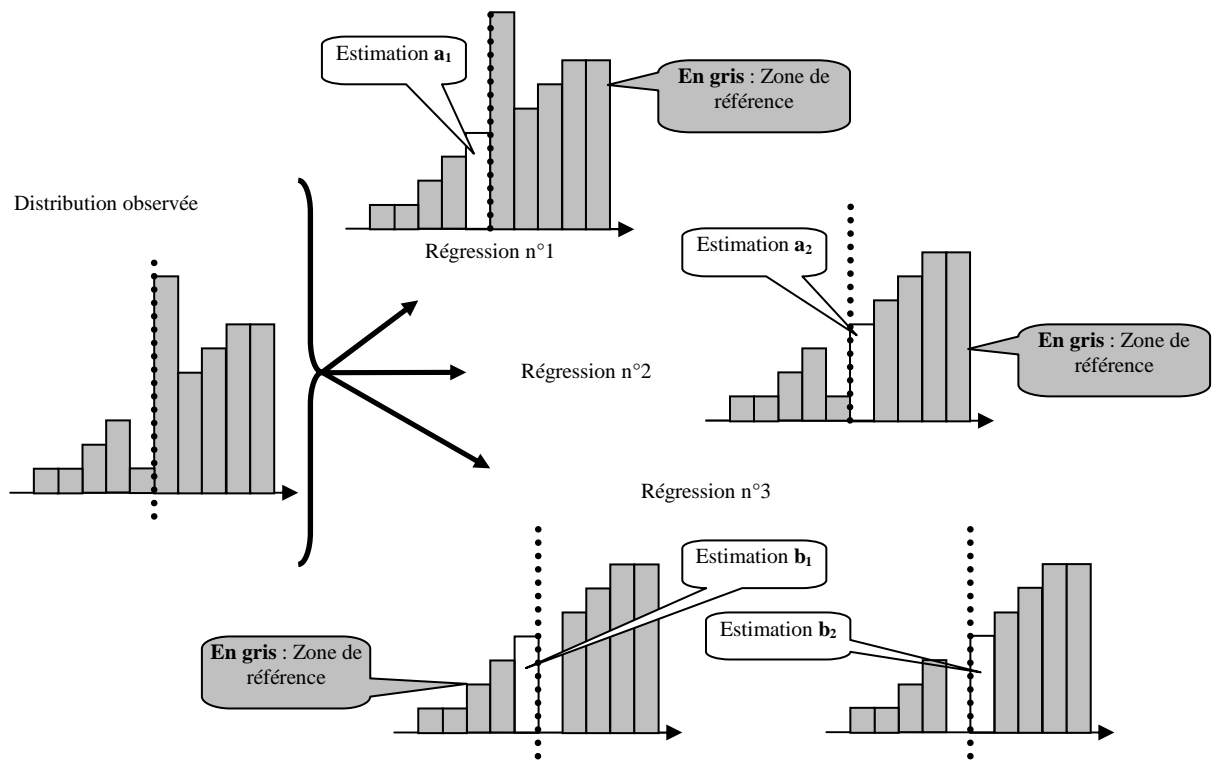 Estimation a₁
En gris : Zone de
référence
Distribution observée
Régression n°1
Estimation a₂
En gris : Zone de
référence
Régression n°2
Régression n°3
Estimation b₁
Estimation b₂
En gris : Zone de
référence